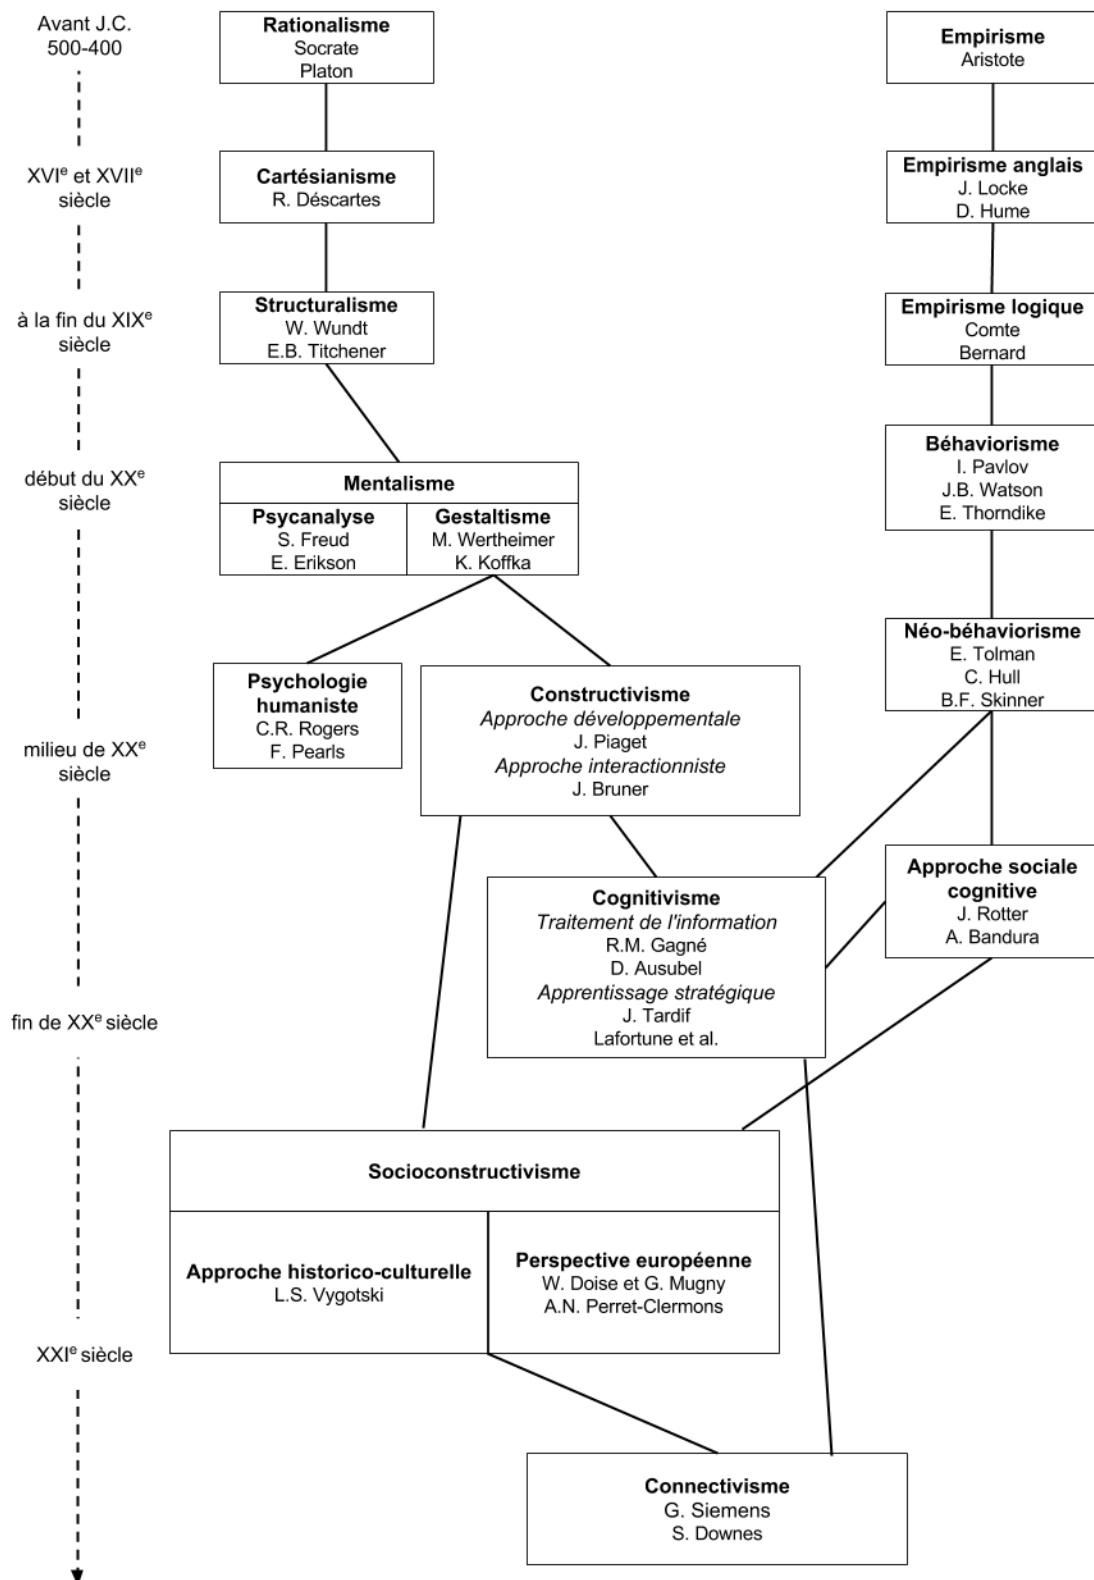 Avant J.C.
500-400
Rationalisme
Socrate
Platon
Empirisme
Aristote
XVIe et XVIIe
siècle
Cartésianisme
R. Déscartes
Empirisme anglais
J. Locke
D. Hume
à la fin du XIXe
siècle
Structuralisme
W. Wundt
E.B. Titchener
Empirisme logique
Comte
Bernard
début du XXe
siècle
Mentalisme
Psycanalyse
S. Freud
E. Erikson
Gestaltisme
M. Wertheimer
K. Koffka
Béhaviorisme
I. Pavlov
J.B. Watson
E. Thorndike
Néo-béhaviorisme
E. Tolman
C. Hull
B.F. Skinner
milieu de XXe
siècle
Psychologie
humaniste
C.R. Rogers
F. Pearls
Constructivisme
Approche développementale
J. Piaget
Approche interactionniste
J. Bruner
Approche sociale
cognitive
J. Rotter
A. Bandura
Cognitivisme
Traitement de l'information
R.M. Gagné
D. Ausubel
Apprentissage stratégique
J. Tardif
Lafortune et al.
fin de XXe siècle
Socioconstructivisme
Approche historico-culturelle
L.S. Vygotski
Perspective européenne
W. Doise et G. Mugny
A.N. Perret-Clermons
XXIe siècle
Connectivisme
G. Siemens
S. Downes